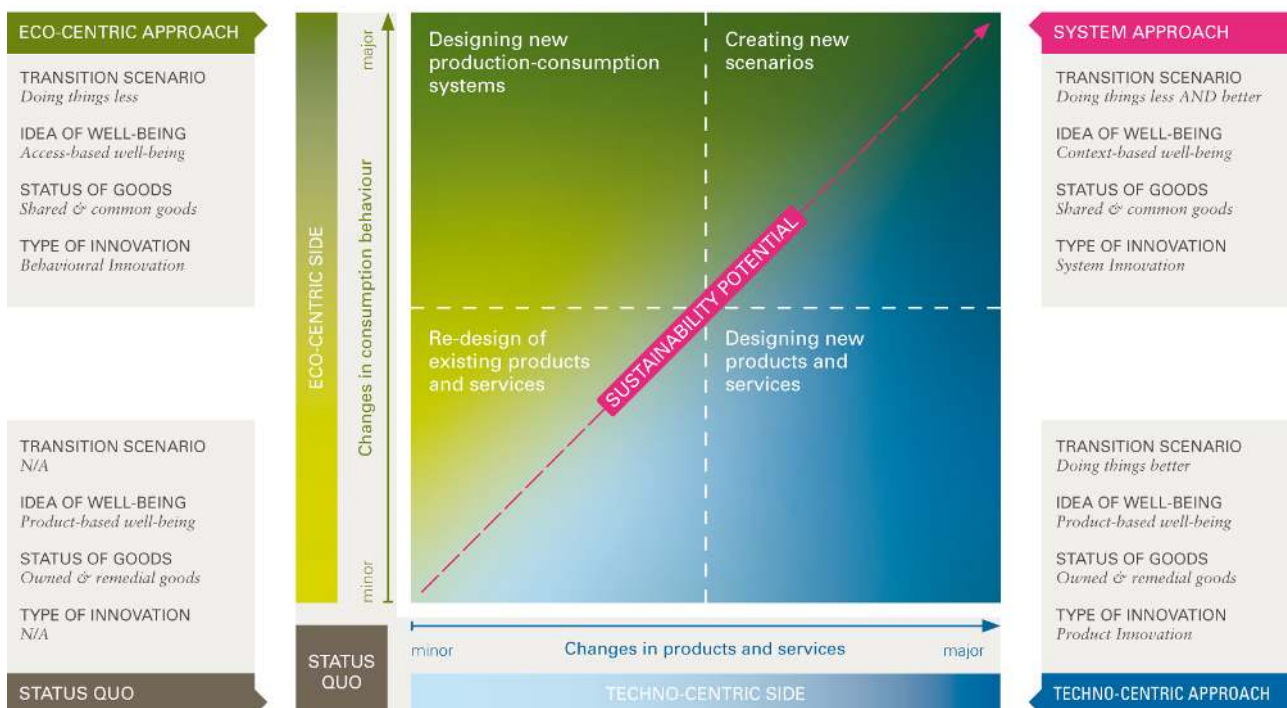 ECO-CENTRIC APPROACH
TRANSITION SCENARIO
Doing things less
IDEA OF WELL-BEING
Access-based well-being
STATUS OF GOODS
Shared & common goods
TYPE OF INNOVATION
Behavioural Innovation
TRANSITION SCENARIO
N/A
IDEA OF WELL-BEING
Product-based well-being
STATUS OF GOODS
Owned & remedial goods
TYPE OF INNOVATION
N/A
STATUS QUO
ECO-CENTRIC SIDE
major
Changes in consumption behaviour
minor
Designing new
production-consumption
systems
Creating new
scenarios
SUSTAINABILITY POTENTIAL
Re-design of
existing products
and services
Designing new
products and
services
STATUS
QUO
minor
Changes in products and services
major
TECHNO-CENTRIC SIDE
SYSTEM APPROACH
TRANSITION SCENARIO
Doing things less AND better
IDEA OF WELL-BEING
Context-based well-being
STATUS OF GOODS
Shared & common goods
TYPE OF INNOVATION
System Innovation
TRANSITION SCENARIO
Doing things better
IDEA OF WELL-BEING
Product-based well-being
STATUS OF GOODS
Owned & remedial goods
TYPE OF INNOVATION
Product Innovation
TECHNO-CENTRIC APPROACH